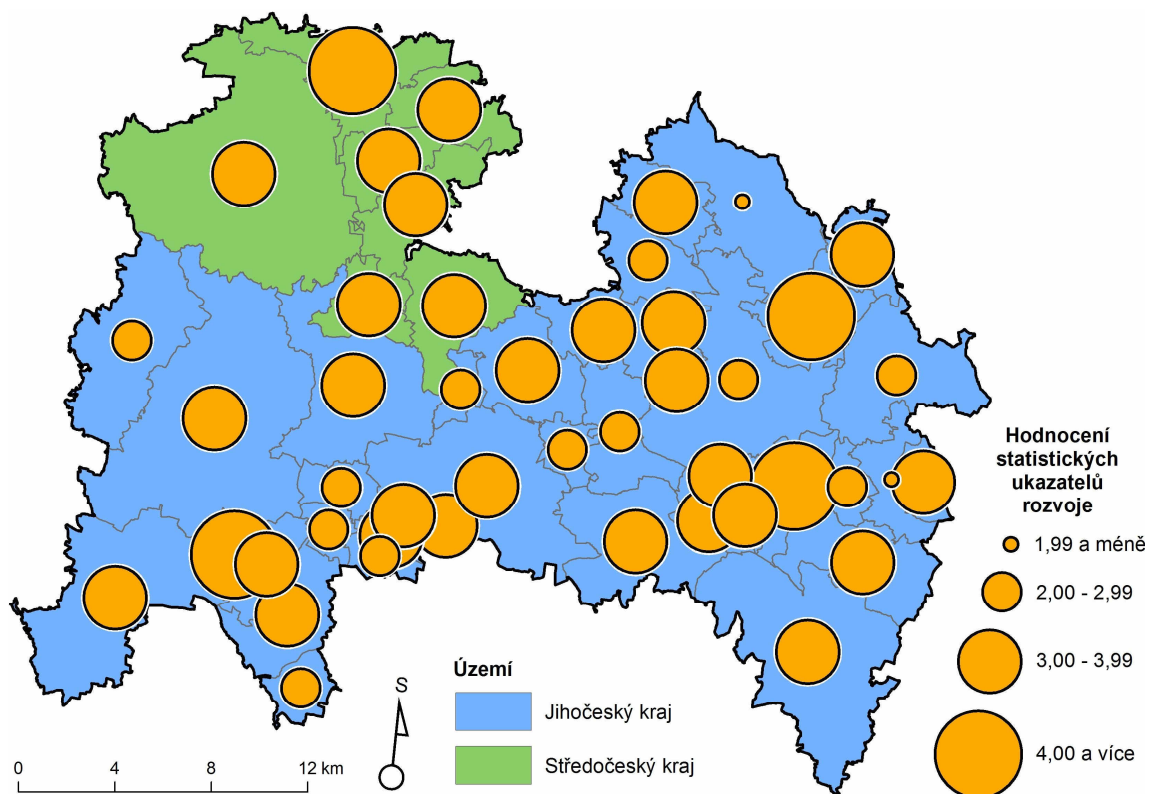 Hodnocení
statistických
ukazatelů
rozvoje
1,99 a méně
2,00 - 2,99
3,00 - 3,99
4,00 a více
Území
Jihočeský kraj
Středočeský kraj
S
0 4 8 12 km